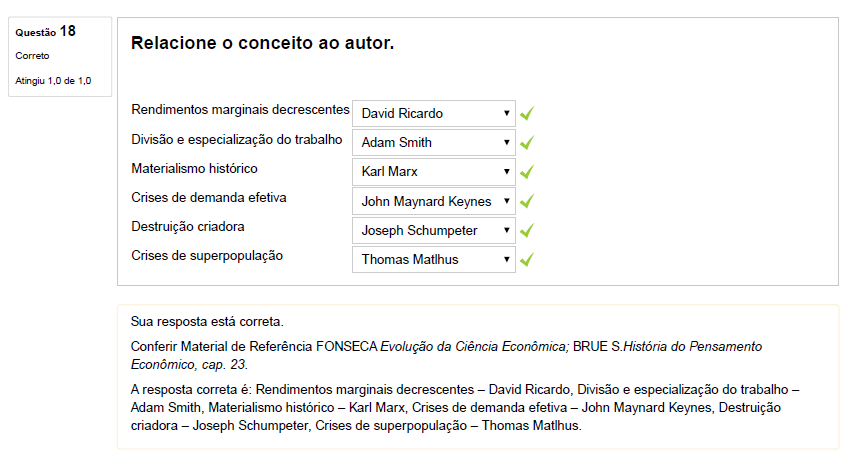 Questão 18
Correto
Atingiu 1,0 de 1,0
Relacione o conceito ao autor.
Rendimentos marginais decrescentes David Ricardo
Divisão e especialização do trabalho Adam Smith
Materialismo histórico Karl Marx
Crises de demanda efetiva John Maynard Keynes
Destruição criadora Joseph Schumpeter
Crises de superpopulação Thomas Matlhus
Sua resposta está correta.
Conferir Material de Referência FONSECA Evolução da Ciência Econômica; BRUE S.História do Pensamento
Econômico, cap. 23.
A resposta correta é: Rendimentos marginais decrescentes – David Ricardo, Divisão e especialização do trabalho –
Adam Smith, Materialismo histórico – Karl Marx, Crises de demanda efetiva – John Maynard Keynes, Destruição
criadora – Joseph Schumpeter, Crises de superpopulação – Thomas Matlhus.